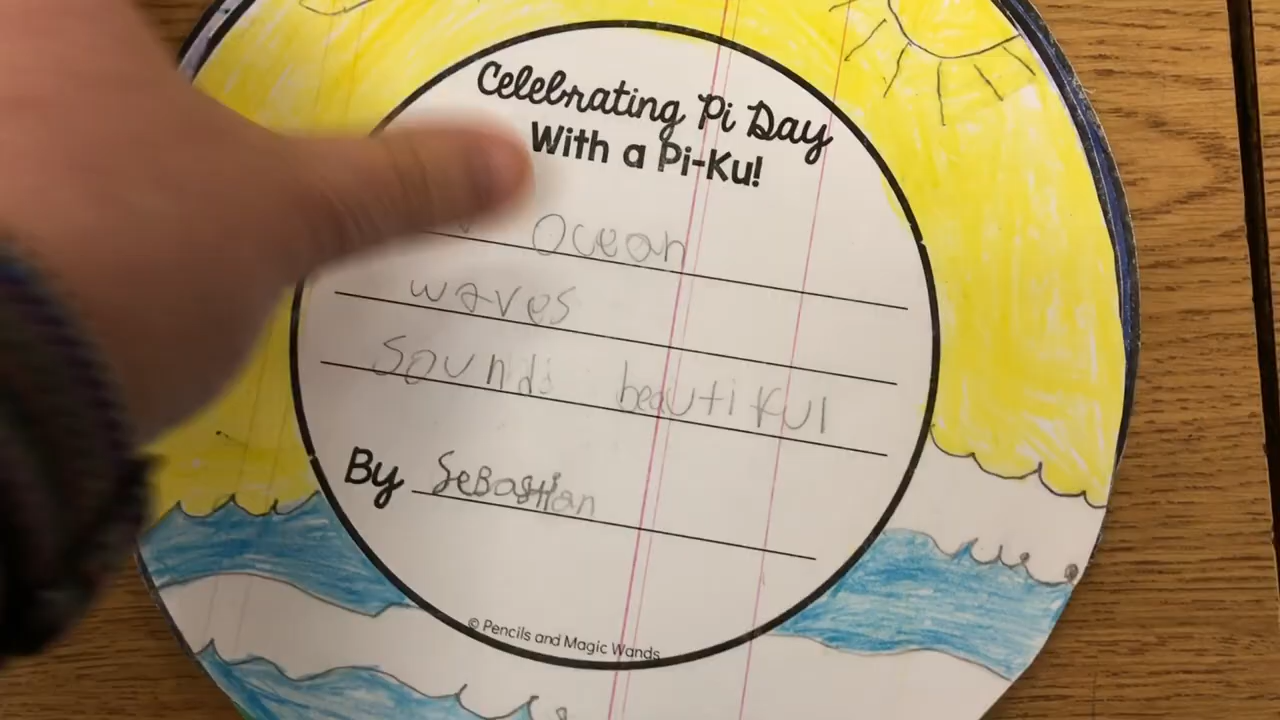 Celebrating Pi Day
With a Pi-Ku!
Ocean
waves
Sounds beautiful
By SeBastian
© Pencils and Magic Wands